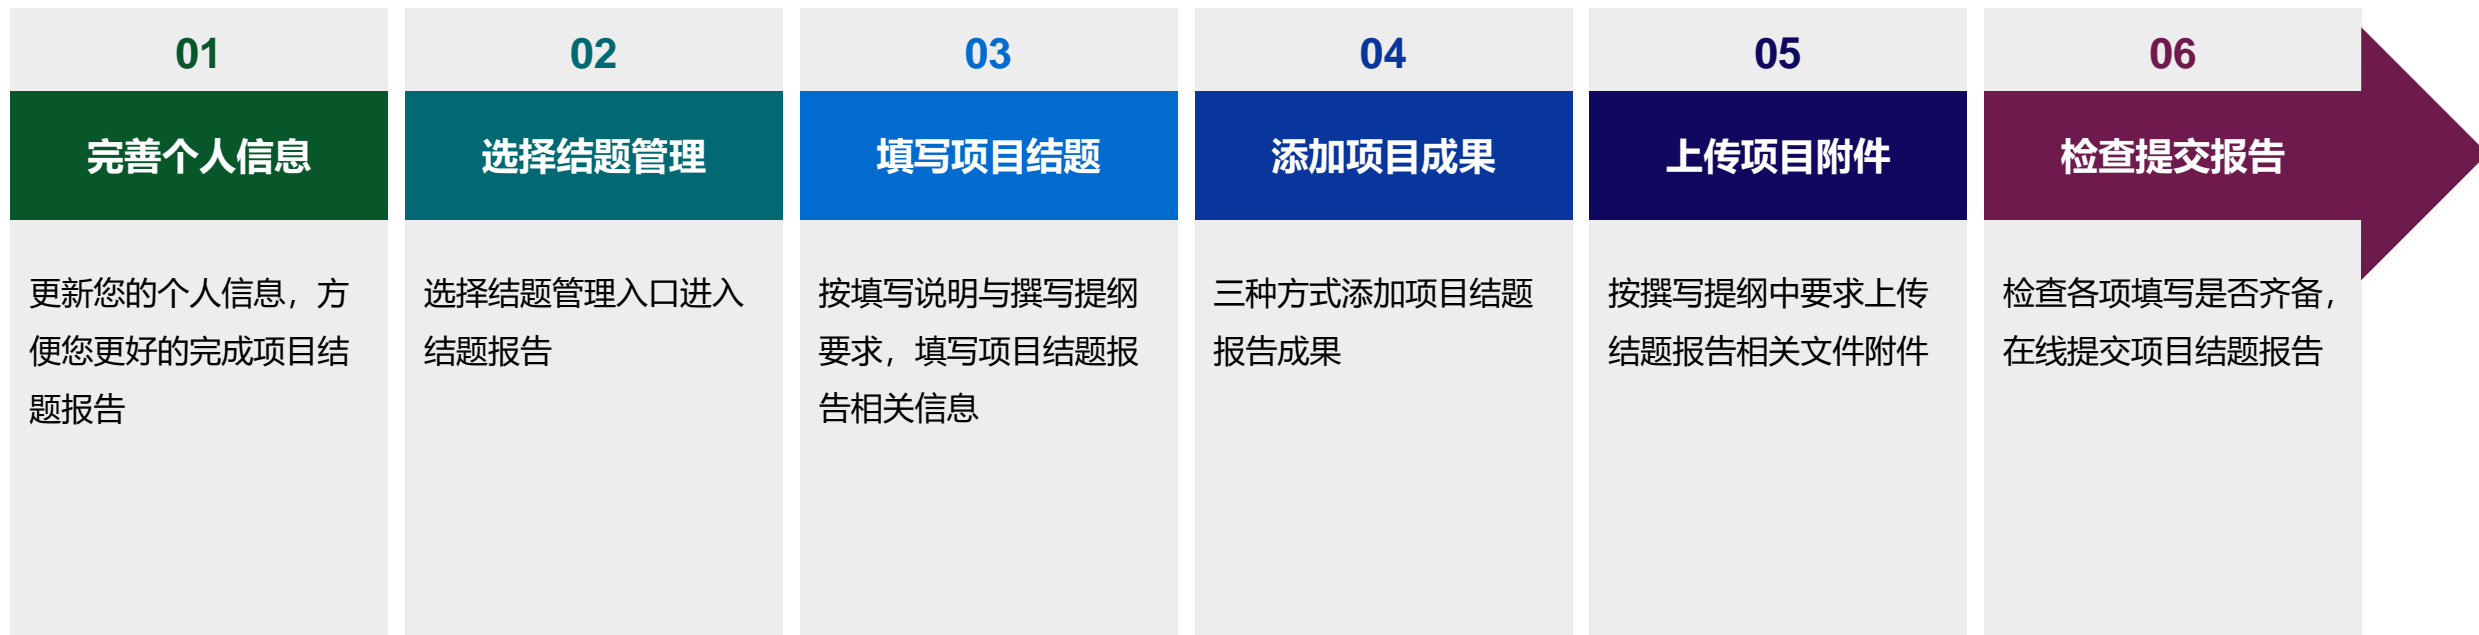 01
完善个人信息
更新您的个人信息，方
便您更好的完成项目结
题报告
02
选择结题管理
选择结题管理入口进入
结题报告
03
填写项目结题
按填写说明与撰写提纲
要求，填写项目结题报
告相关信息
04
添加项目成果
三种方式添加项目结题
报告成果
05
上传项目附件
按撰写提纲中要求上传
结题报告相关文件附件
06
检查提交报告
检查各项填写是否齐备，
在线提交项目结题报告